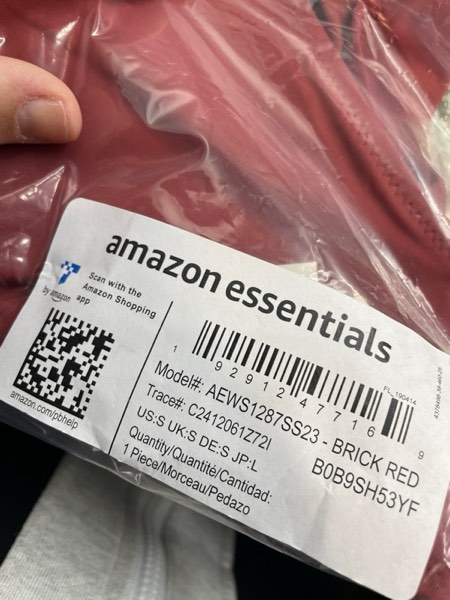 amazon essentials
Scan with the
Amazon Shopping
app
by amazon
amazon.com/pbhelp
1 92912 47716 9
FL_190414
Model#: AEWS1287SS23 - BRICK RED
Trace#: C2412061Z72I B0B9SH53YF
US:S UK:S DE:S JP:L
Quantity/Quantité/Cantidad:
1 Piece/Morceau/Pedazo